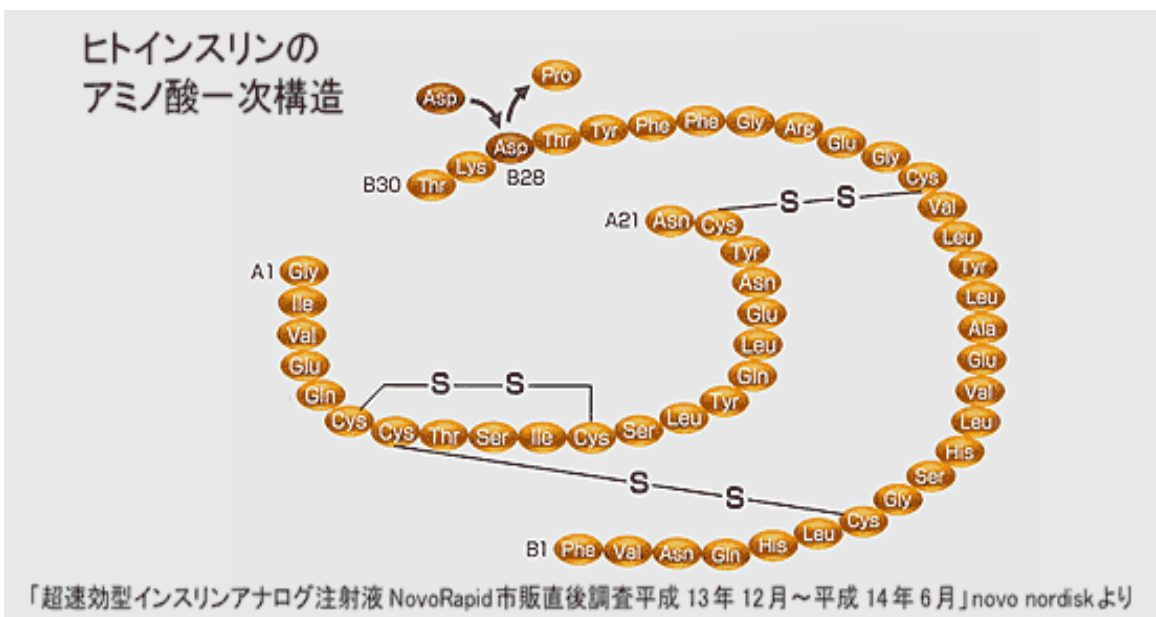 ヒトインスリンの
アミノ酸一次構造
Asp
Pro
B30 Thr Lys Asp Thr Tyr Phe Phe Gly Arg Glu Gly Cys
B28
Val
Leu
Tyr
Leu
Ala
Glu
Val
Leu
His
Ser
Gly
Cys
Leu
His
Gln
Asn
Val
Phe
B1
S S
A21 Asn Cys
Tyr
Asn
Glu
Leu
Gln
Tyr
Leu
Ser
A1 Gly
Ile
Val
Glu
Gln
Cys
S S
Cys Thr Ser Ile Cys
S S
「超速効型インスリンアナログ注射液 NovoRapid市販直後調査平成 13年 12月～平成 14年 6月」novo nordiskより